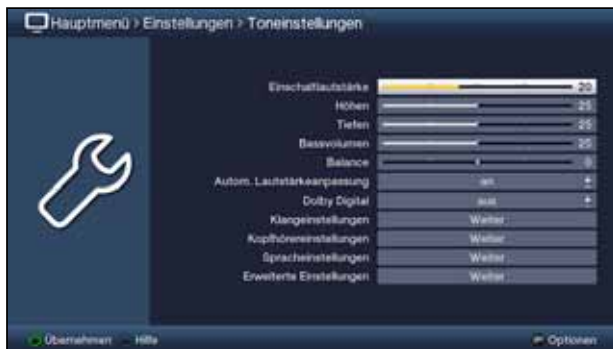 Hauptmenü > Einstellungen > Toneinstellungen
Einschaltlautstärke 20
Höhen 25
Tiefen 25
Bassvolumen 25
Balance 0
Autom. Lautstärkeanpassung an
Dolby Digital aus
Klangeinstellungen Weiter
Kopfhörereinstellungen Weiter
Spracheinstellungen Weiter
Erweiterte Einstellungen Weiter
Übernehmen Hilfe Optionen